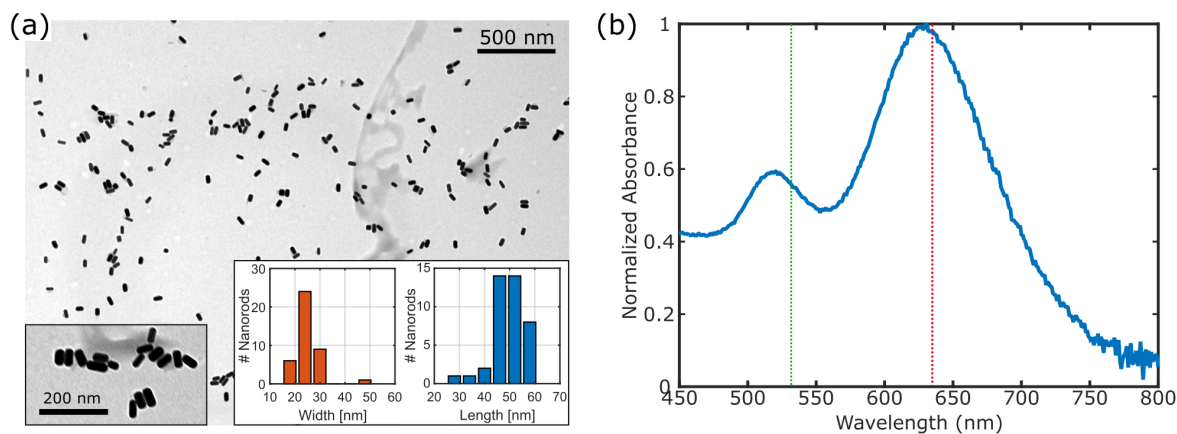 (a)
500 nm
200 nm
# Nanorods
30
20
10
0
10 20 30 40 50 60
Width [nm]
# Nanorods
15
10
5
0
20 30 40 50 60 70
Length [nm]
(b)
Normalized Absorbance
1
0.8
0.6
0.4
0.2
0
450 500 550 600 650 700 750 800
Wavelength (nm)